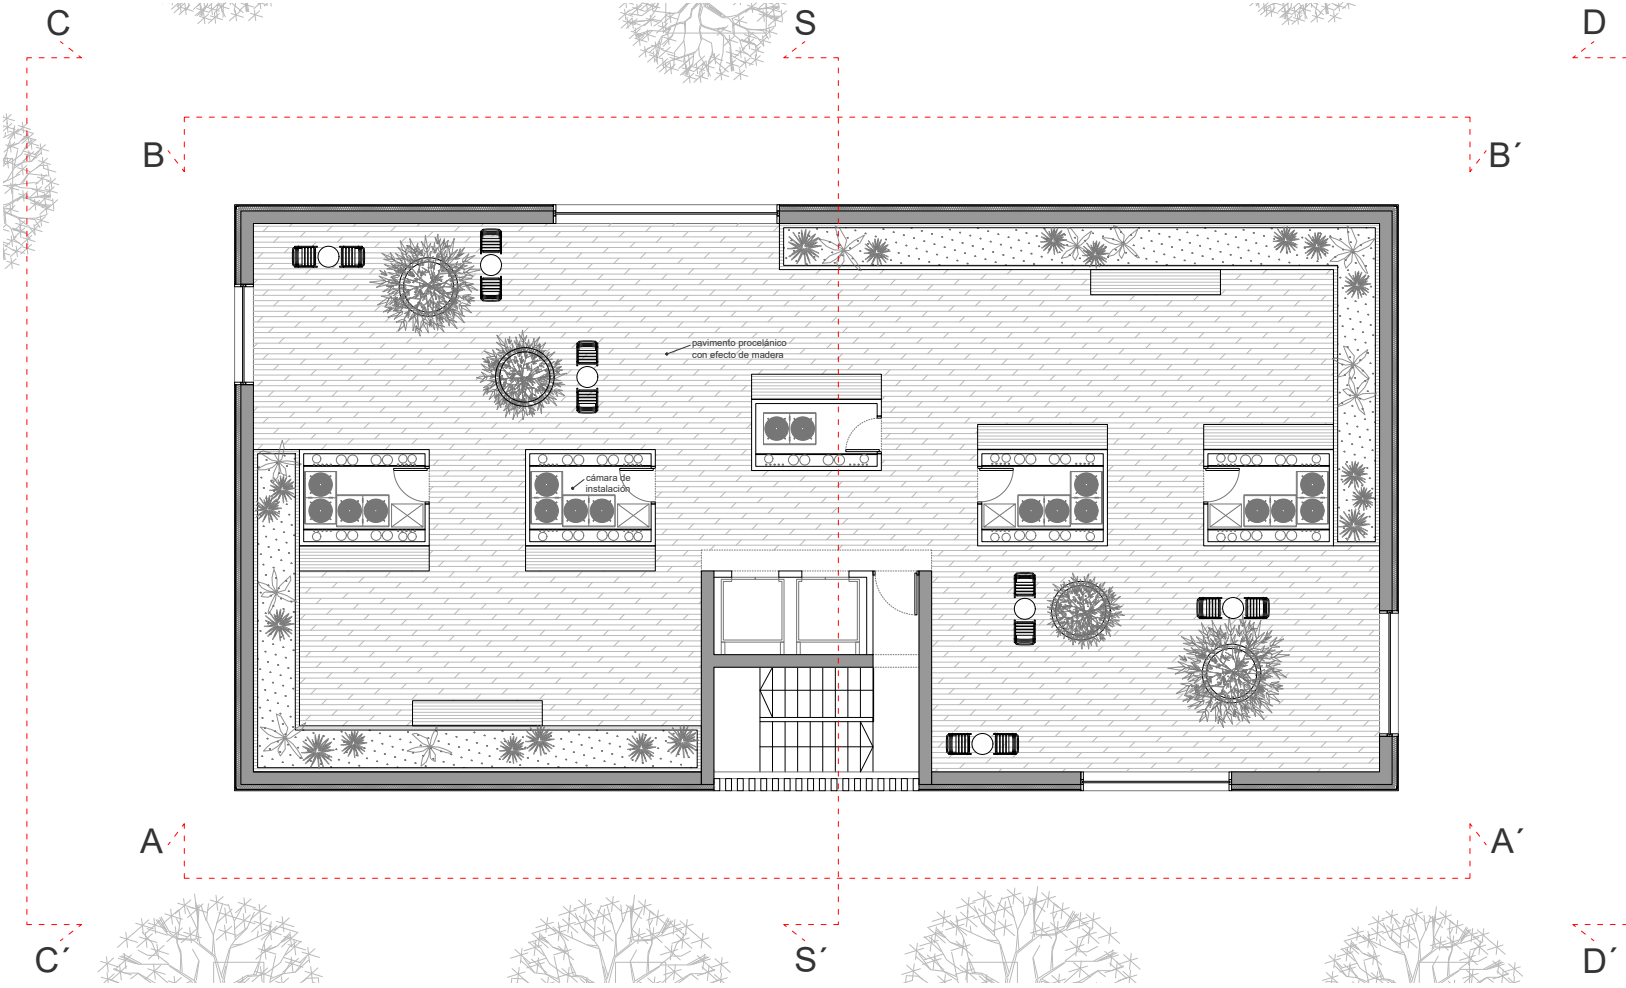 C
S
D
B
B´
pavimento procelánico
con efecto de madera
cámara de
instalación
A
A´
C´
S´
D´